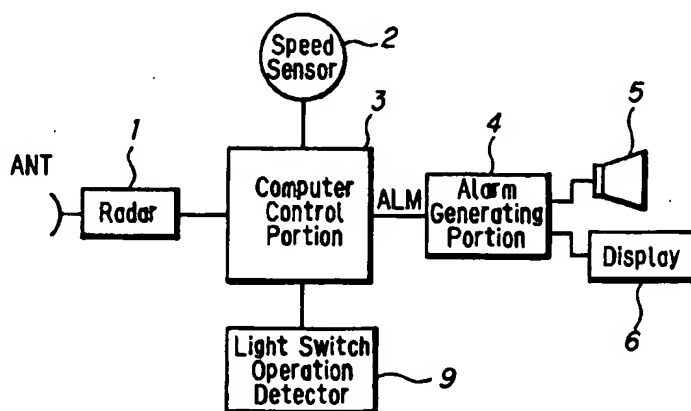 Speed
Sensor
2
3
1
4
5
ANT
Radar
Computer
Control
Portion
ALM
Alarm
Generating
Portion
Display
6
Light Switch
Operation
Detector
9